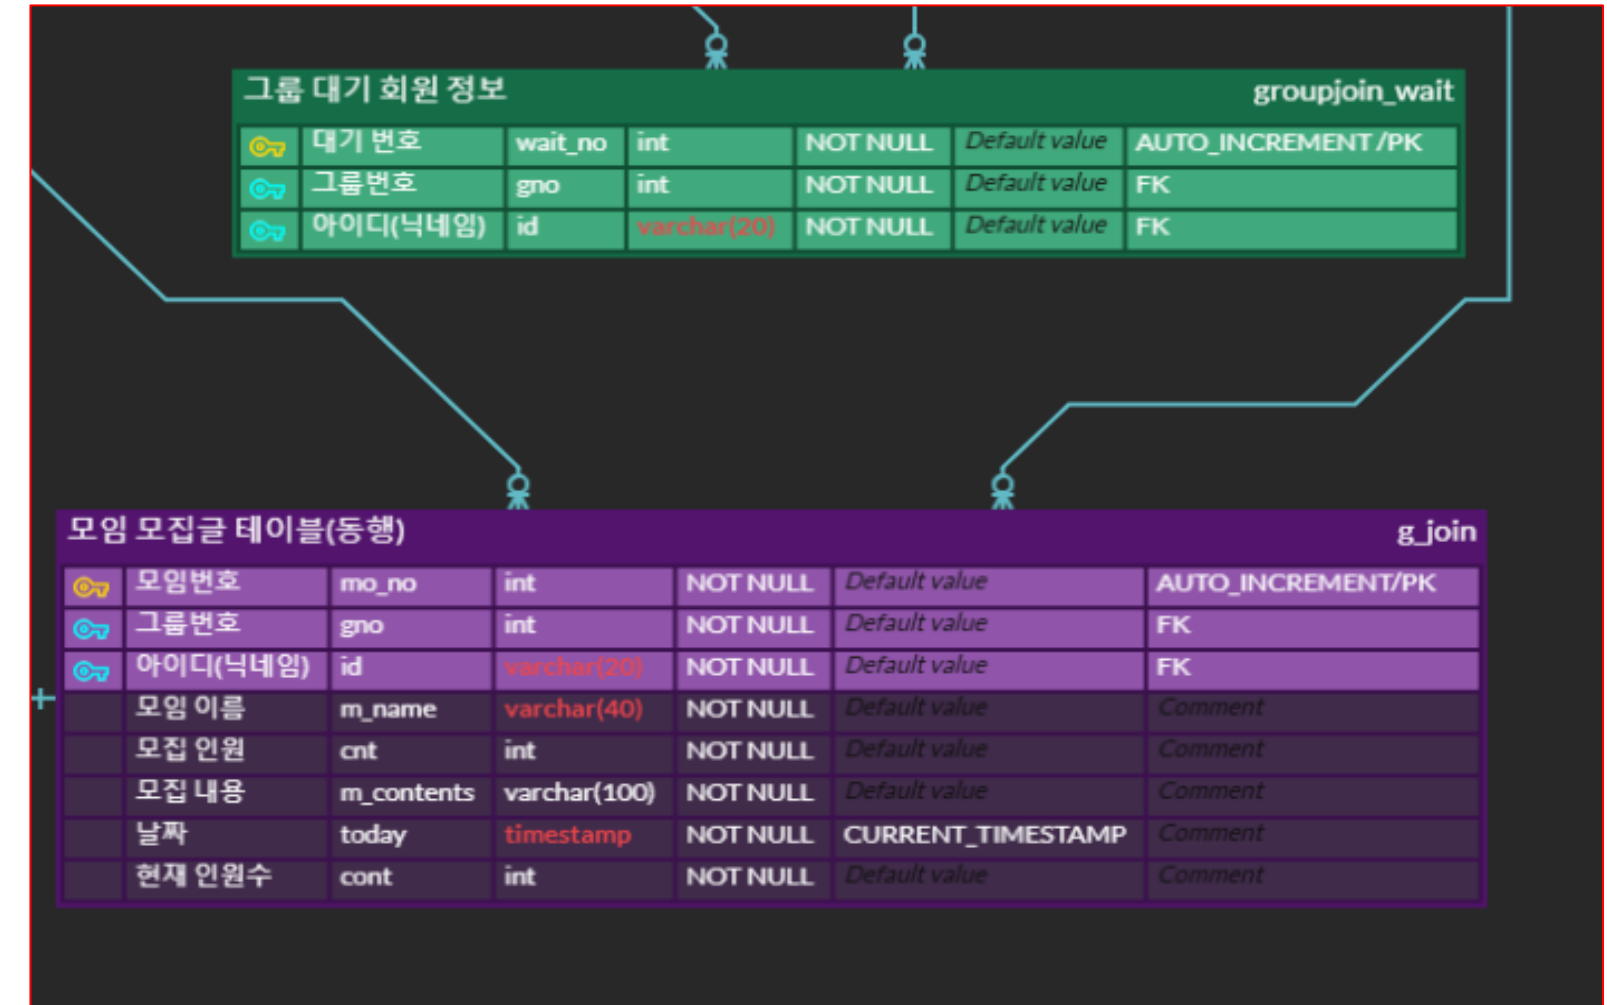 그룹 대기 회원 정보 groupjoin_wait
대기 번호 wait_no int NOT NULL Default value AUTO_INCREMENT /PK
그룹번호 gno int NOT NULL Default value FK
아이디(닉네임) id varchar(20) NOT NULL Default value FK
모임 모집글 테이블(동행) g_join
모임번호 mo_no int NOT NULL Default value AUTO_INCREMENT/PK
그룹번호 gno int NOT NULL Default value FK
아이디(닉네임) id varchar(20) NOT NULL Default value FK
모임 이름 m_name varchar(40) NOT NULL Default value Comment
모집 인원 cnt int NOT NULL Default value Comment
모집 내용 m_contents varchar(100) NOT NULL Default value Comment
날짜 today timestamp NOT NULL CURRENT_TIMESTAMP Comment
현재 인원수 cont int NOT NULL Default value Comment